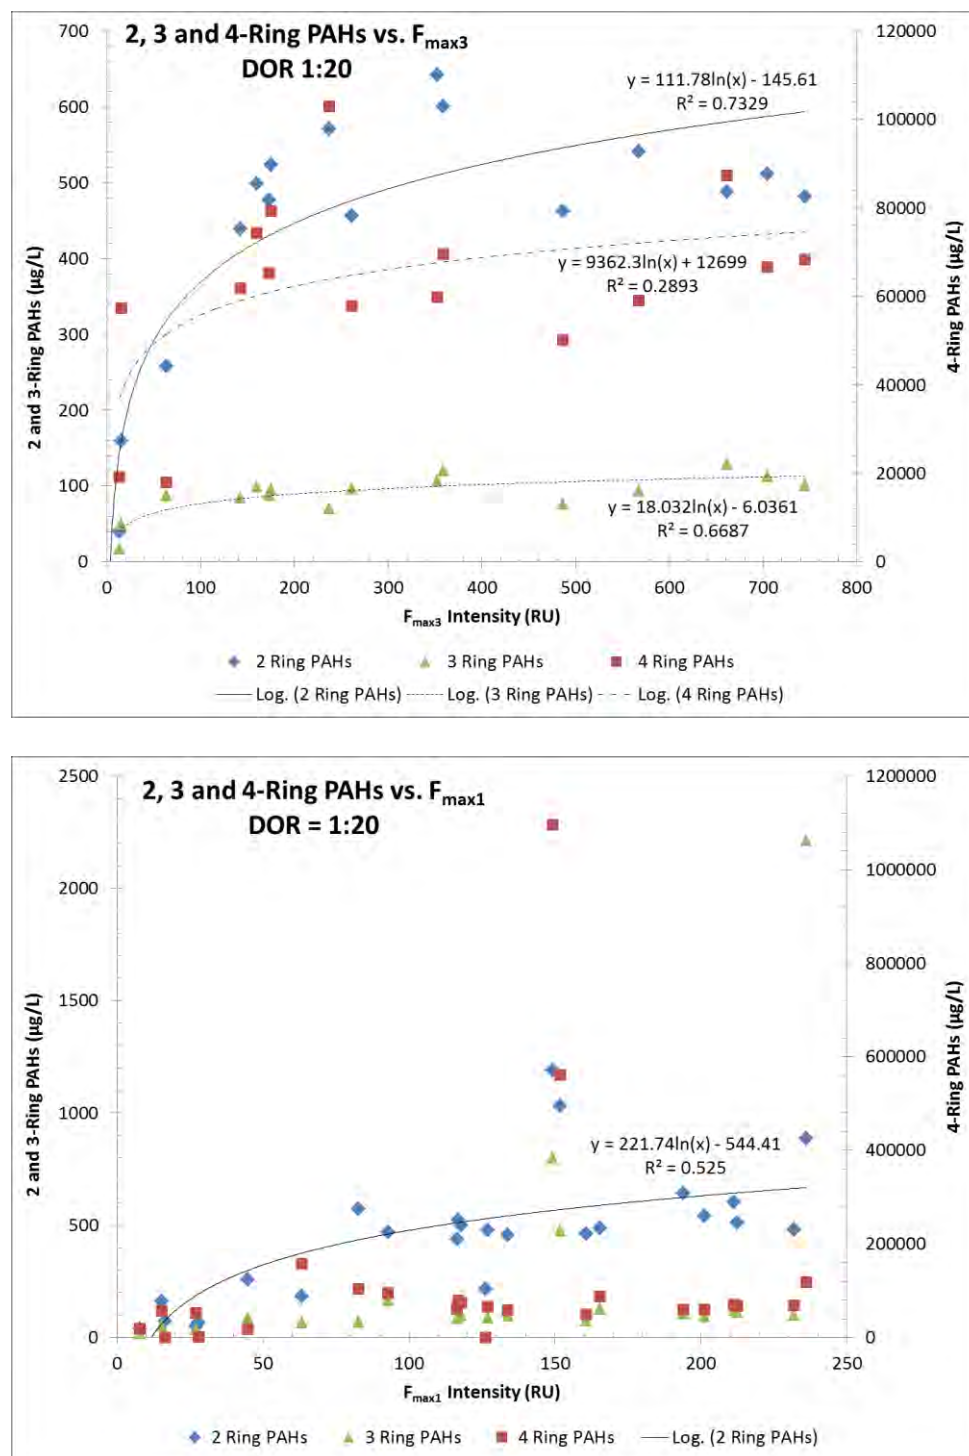 2, 3 and 4-Ring PAHs vs. Fmax3
DOR 1:20
700
600
500
400
300
200
100
0
2 and 3-Ring PAHs (µg/L)
120000
100000
80000
60000
40000
20000
0
4-Ring PAHs (µg/L)
y = 111.78ln(x) - 145.61
R² = 0.7329
y = 9362.3ln(x) + 12699
R² = 0.2893
y = 18.032ln(x) - 6.0361
R² = 0.6687
0 100 200 300 400 500 600 700 800
Fmax3 Intensity (RU)
2 Ring PAHs 3 Ring PAHs 4 Ring PAHs
Log. (2 Ring PAHs) Log. (3 Ring PAHs) Log. (4 Ring PAHs)
2, 3 and 4-Ring PAHs vs. Fmax1
DOR = 1:20
2500
2000
1500
1000
500
0
2 and 3-Ring PAHs (µg/L)
1200000
1000000
800000
600000
400000
200000
0
4-Ring PAHs (µg/L)
y = 221.74ln(x) - 544.41
R² = 0.525
0 50 100 150 200 250
Fmax1 Intensity (RU)
2 Ring PAHs 3 Ring PAHs 4 Ring PAHs Log. (2 Ring PAHs)